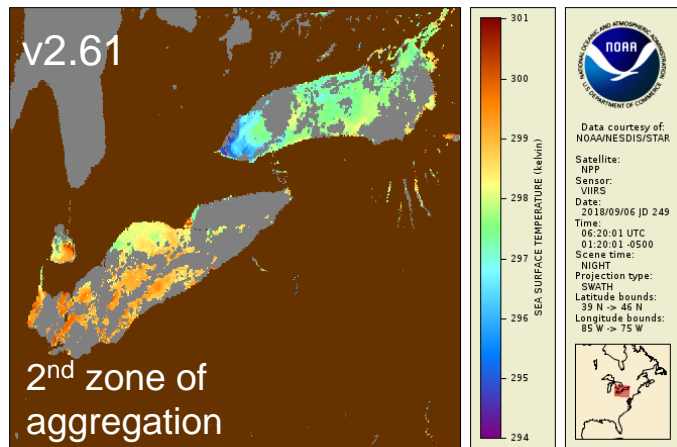 v2.61
2nd zone of
aggregation
301
300
299
298
297
296
295
294
SEA SURFACE TEMPERATURE (kelvin)
NATIONAL OCEANIC AND ATMOSPHERIC ADMINISTRATION
NOAA
U.S. DEPARTMENT OF COMMERCE
Data courtesy of:
NOAA/NESDIS/STAR
Satellite:
NPP
Sensor:
VIIRS
Date:
2018/09/06 JD 249
Time:
06:20:01 UTC
01:20:01 -0500
Scene time:
NIGHT
Projection type:
SWATH
Latitude bounds:
39 N -> 46 N
Longitude bounds:
85 W -> 75 W